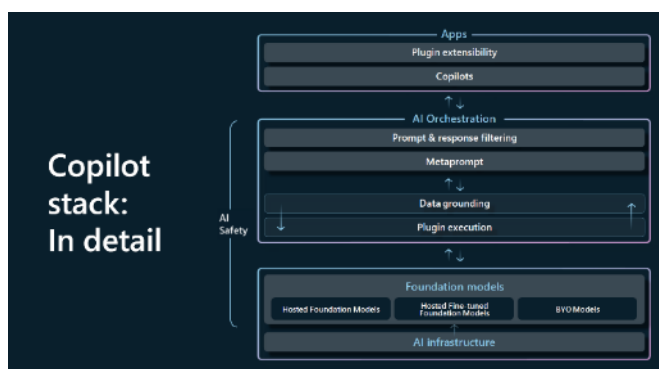 Apps
Plugin extensibility
Copilots
AI Orchestration
Prompt & response filtering
Metaprompt
Copilot
stack:
In detail
AI
Safety
Data grounding
Plugin execution
Foundation models
Hosted Foundation Models
Hosted Fine-tuned
Foundation Models
BYO Models
AI infrastructure